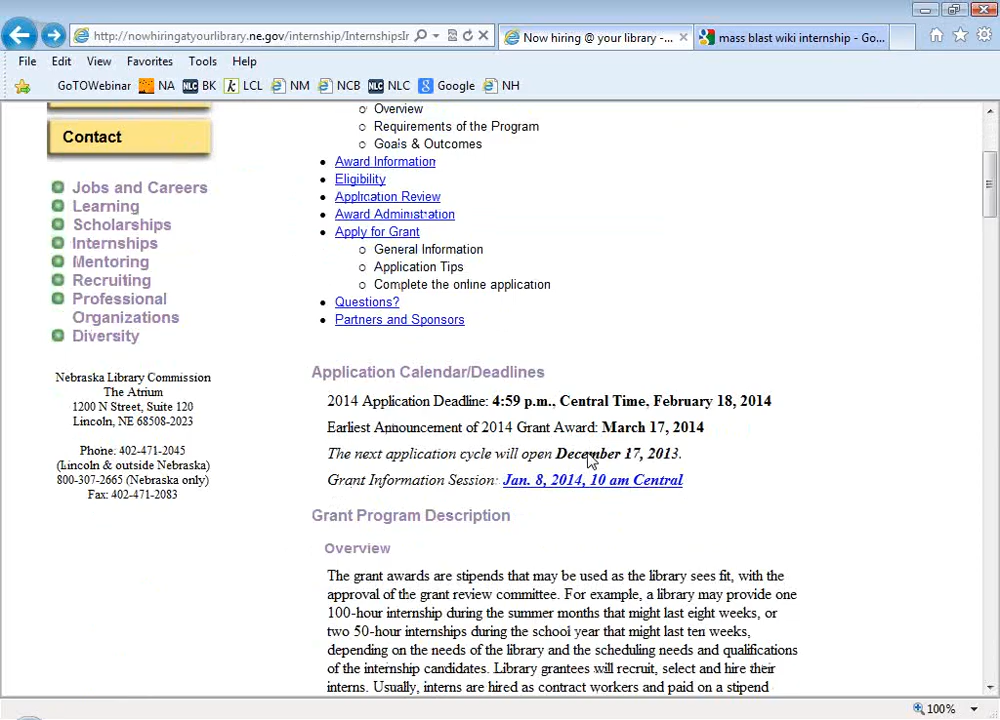 http://nowhiringatyourlibrary.ne.gov/internship/InternshipsIr
Now hiring @ your library -...
mass blast wiki internship - Go...
File Edit View Favorites Tools Help
GoTOWebinar NA NLC BK k LCL NM NCB NLC NLC g Google NH
Contact
Jobs and Careers
Learning
Scholarships
Internships
Mentoring
Recruiting
Professional
Organizations
Diversity
Nebraska Library Commission
The Atrium
1200 N Street, Suite 120
Lincoln, NE 68508-2023
Phone: 402-471-2045
(Lincoln & outside Nebraska)
800-307-2665 (Nebraska only)
Fax: 402-471-2083
Overview
Requirements of the Program
Goals & Outcomes
Award Information
Eligibility
Application Review
Award Administration
Apply for Grant
General Information
Application Tips
Complete the online application
Questions?
Partners and Sponsors
Application Calendar/Deadlines
2014 Application Deadline: 4:59 p.m., Central Time, February 18, 2014
Earliest Announcement of 2014 Grant Award: March 17, 2014
The next application cycle will open December 17, 2013.
Grant Information Session: Jan. 8, 2014, 10 am Central
Grant Program Description
Overview
The grant awards are stipends that may be used as the library sees fit, with the
approval of the grant review committee. For example, a library may provide one
100-hour internship during the summer months that might last eight weeks, or
two 50-hour internships during the school year that might last ten weeks,
depending on the needs of the library and the scheduling needs and qualifications
of the internship candidates. Library grantees will recruit, select and hire their
interns. Usually, interns are hired as contract workers and paid on a stipend
100%